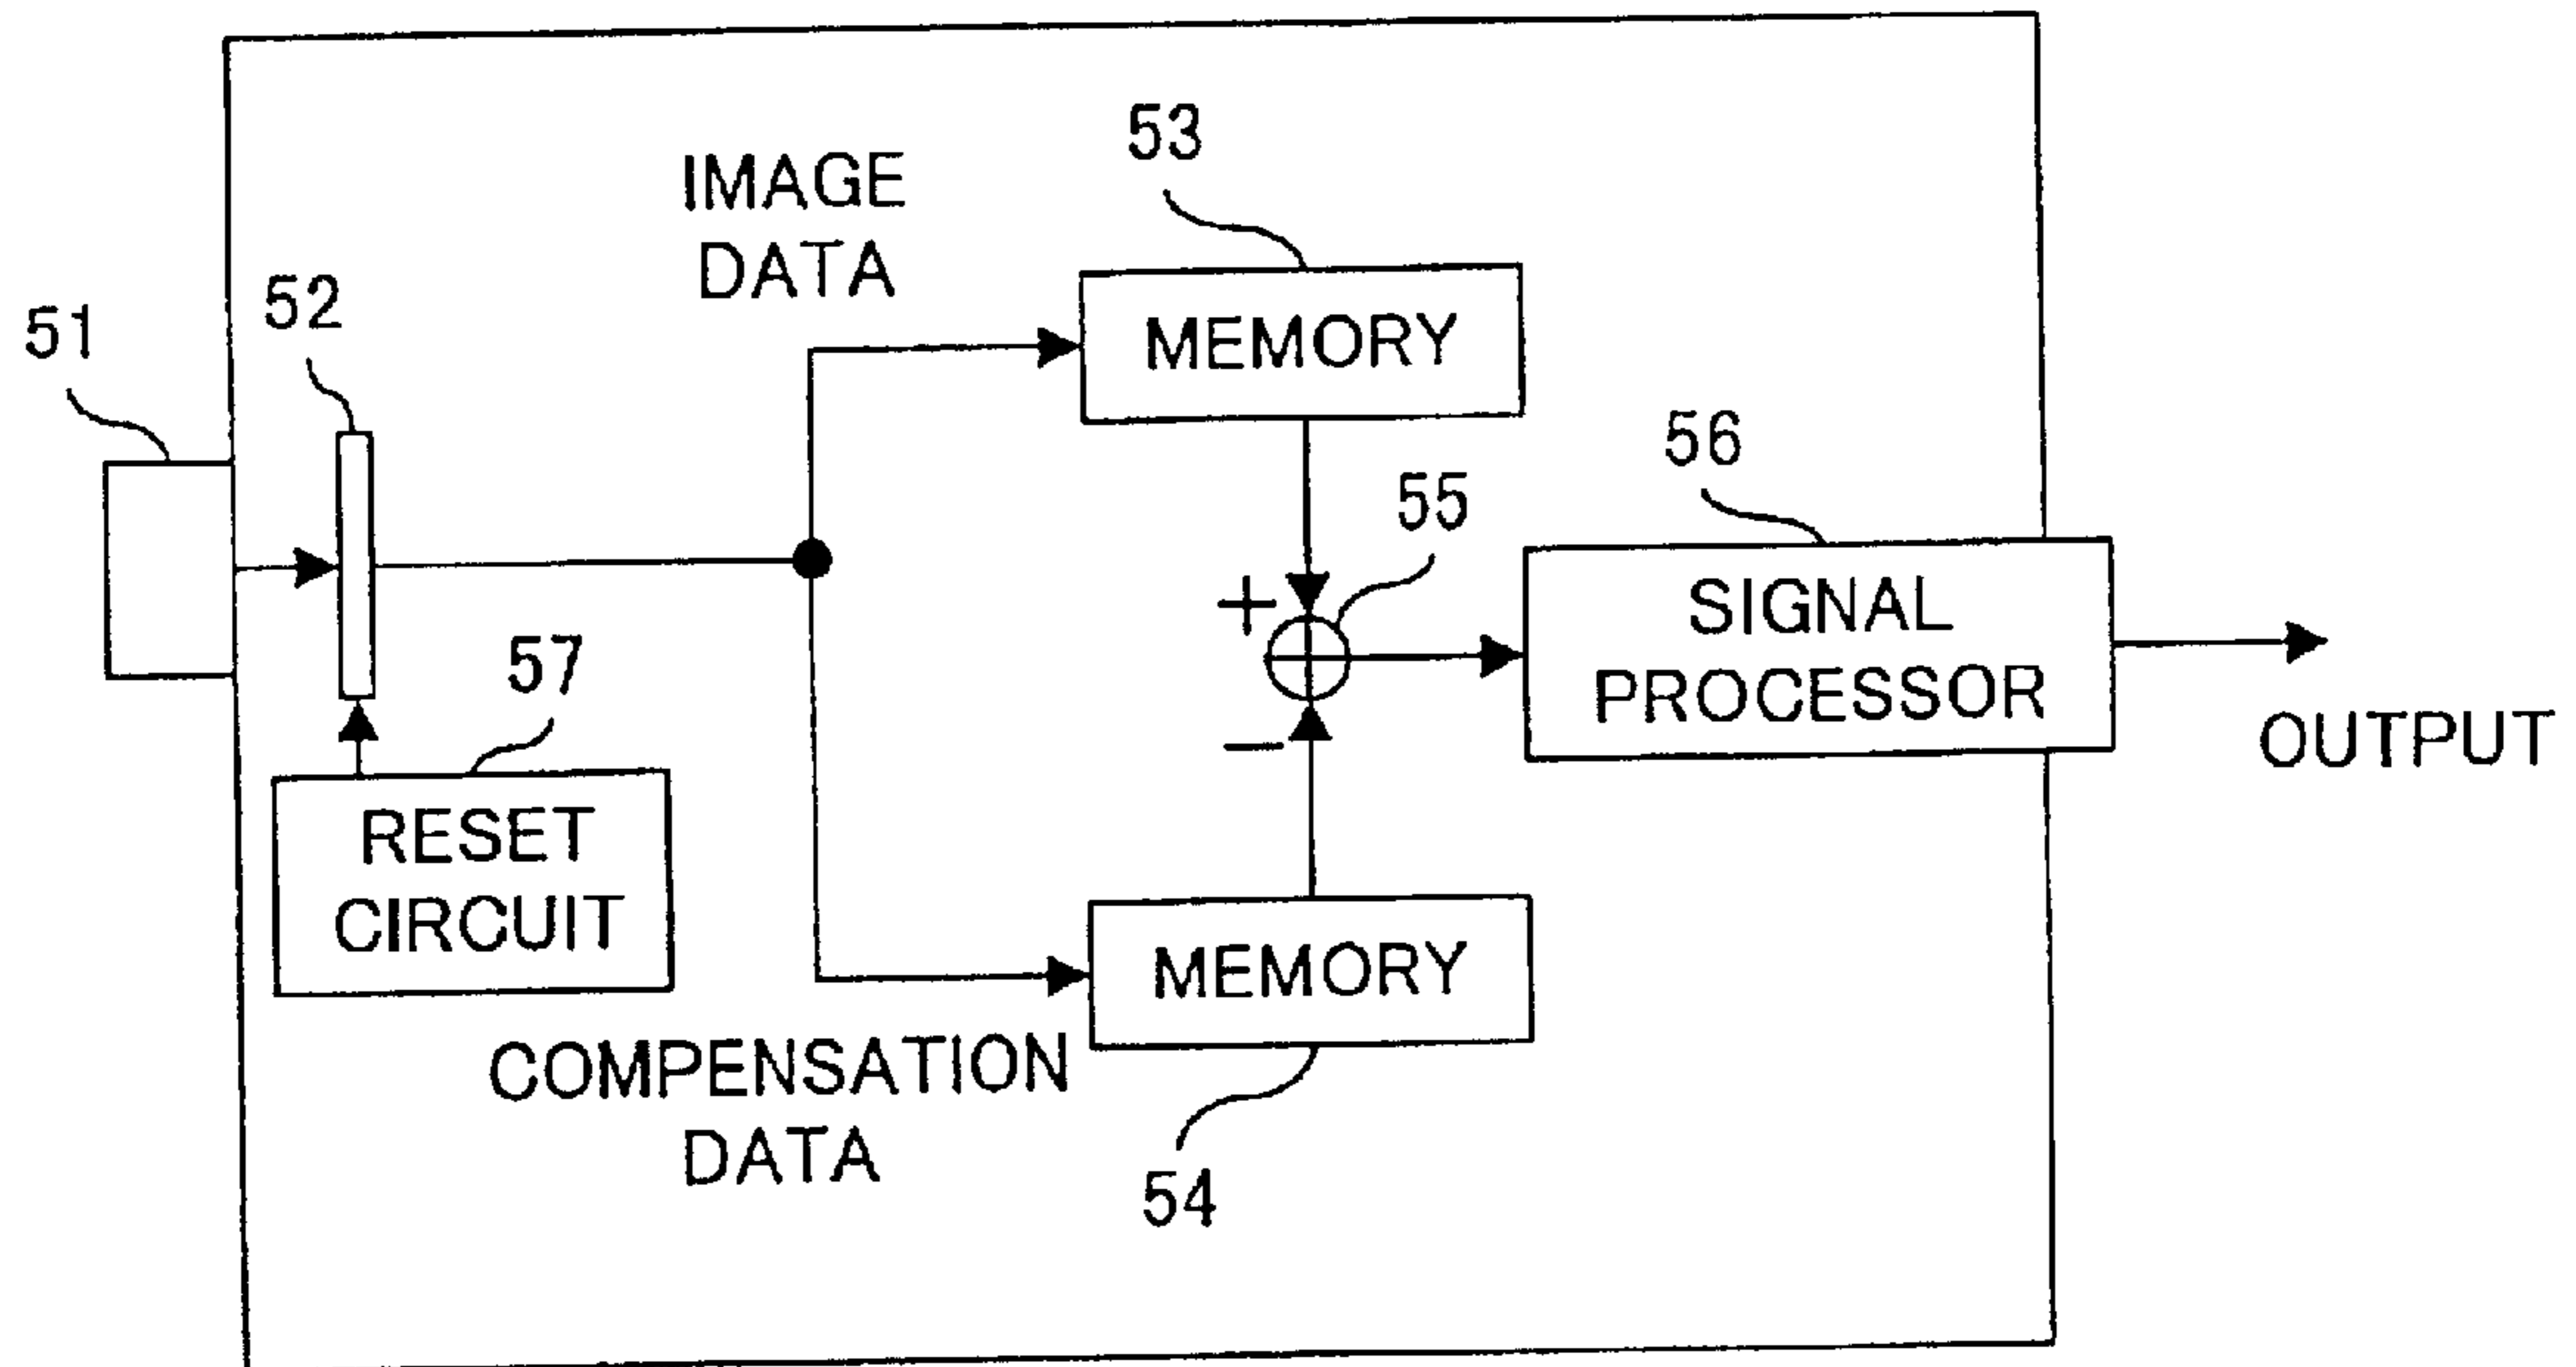 53
IMAGE
DATA
MEMORY
52
51
56
55
+
SIGNAL
PROCESSOR
57
−
OUTPUT
RESET
CIRCUIT
MEMORY
COMPENSATION
DATA
54